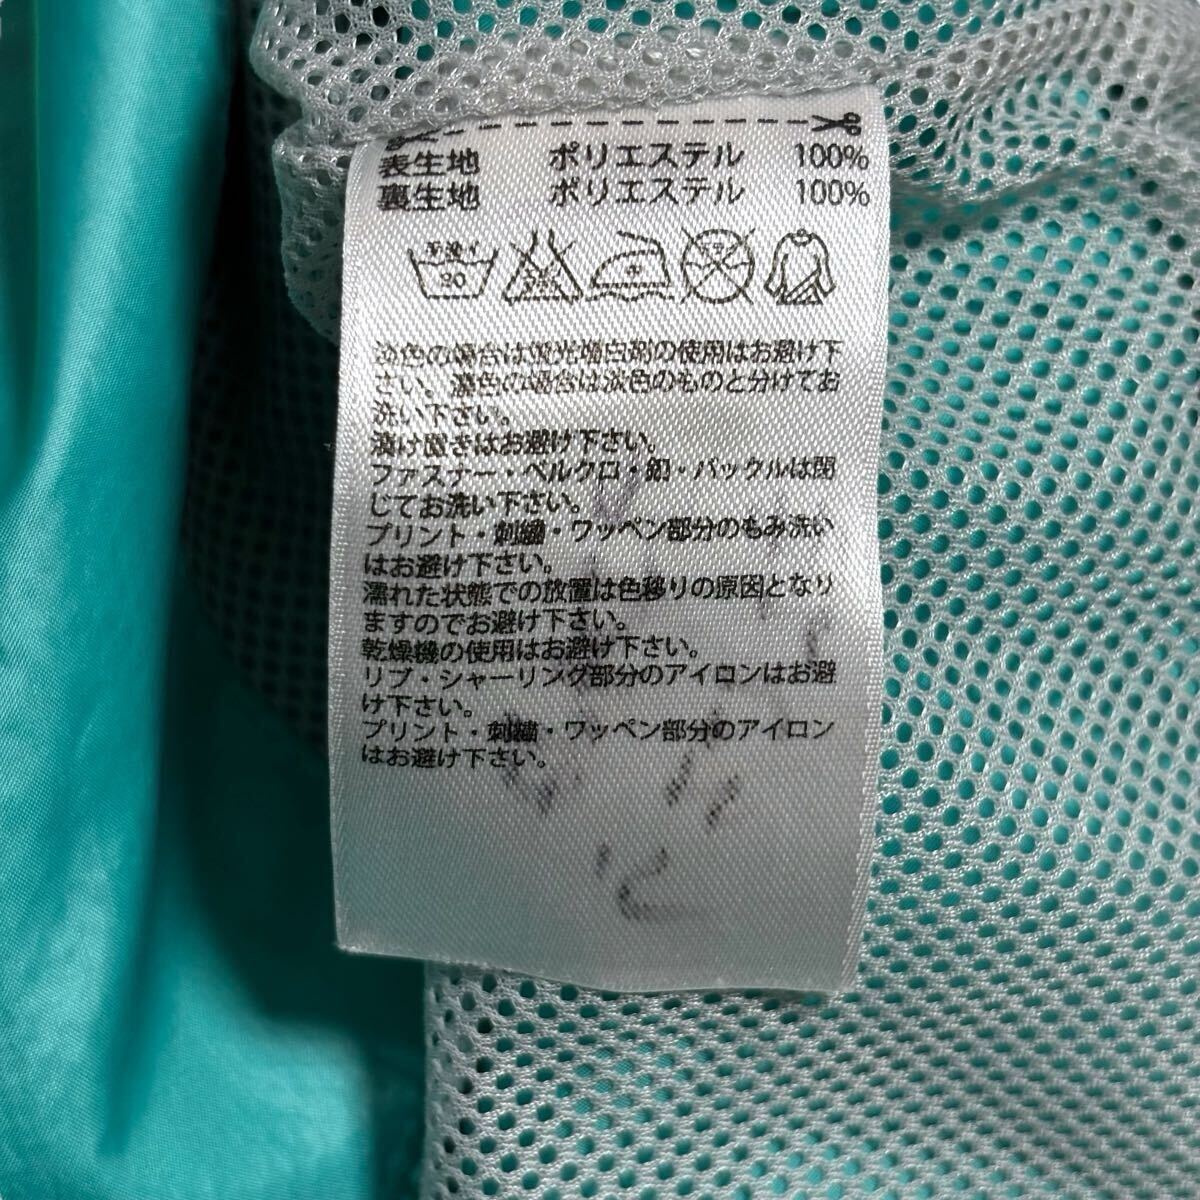 表生地 ポリエステル 100%
裏生地 ポリエステル 100%
手洗イ
30
淡色の場合は蛍光増白剤の使用はお避け下
さい。濃色の場合は淡色のものと分けてお
洗い下さい。
漬け置きはお避け下さい。
ファスナー・ベルクロ・釦・バックルは閉
じてお洗い下さい。
プリント・刺繍・ワッペン部分のもみ洗い
はお避け下さい。
濡れた状態での放置は色移りの原因となり
ますのでお避け下さい。
乾燥機の使用はお避け下さい。
リブ・シャーリング部分のアイロンはお避
け下さい。
プリント・刺繍・ワッペン部分のアイロン
はお避け下さい。